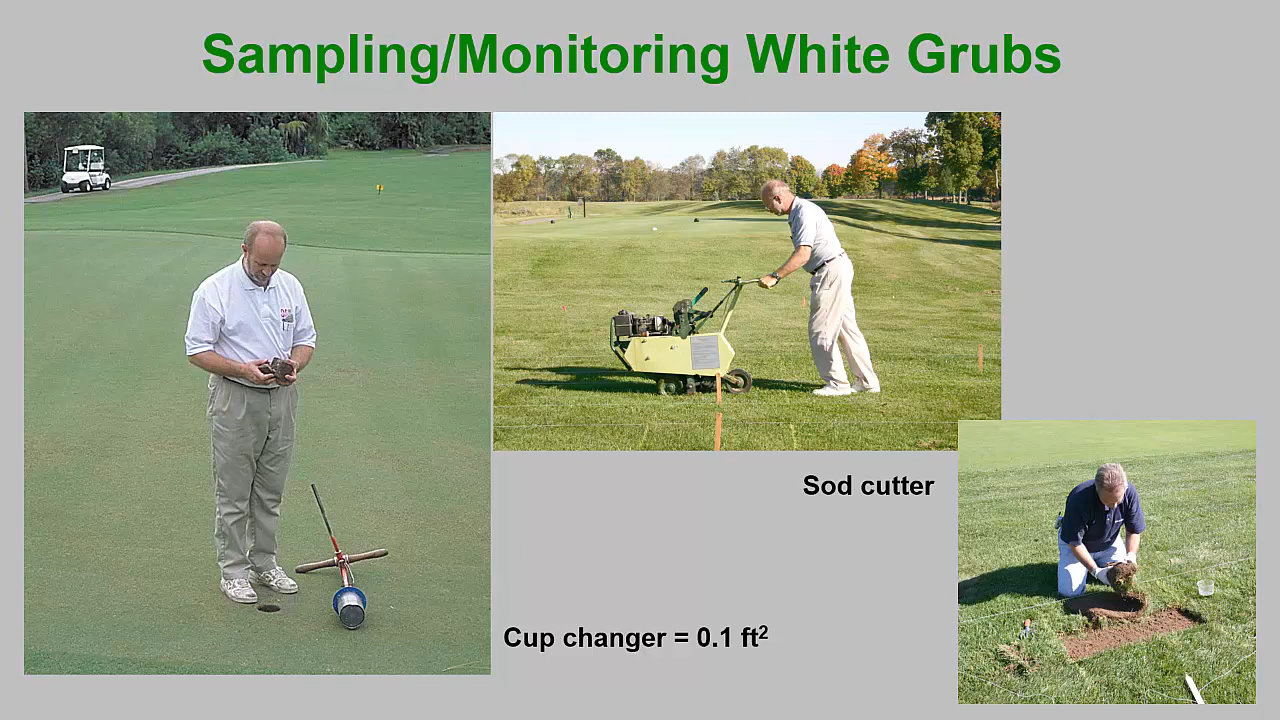 Sampling/Monitoring White Grubs
Sod cutter
Cup changer = 0.1 ft²